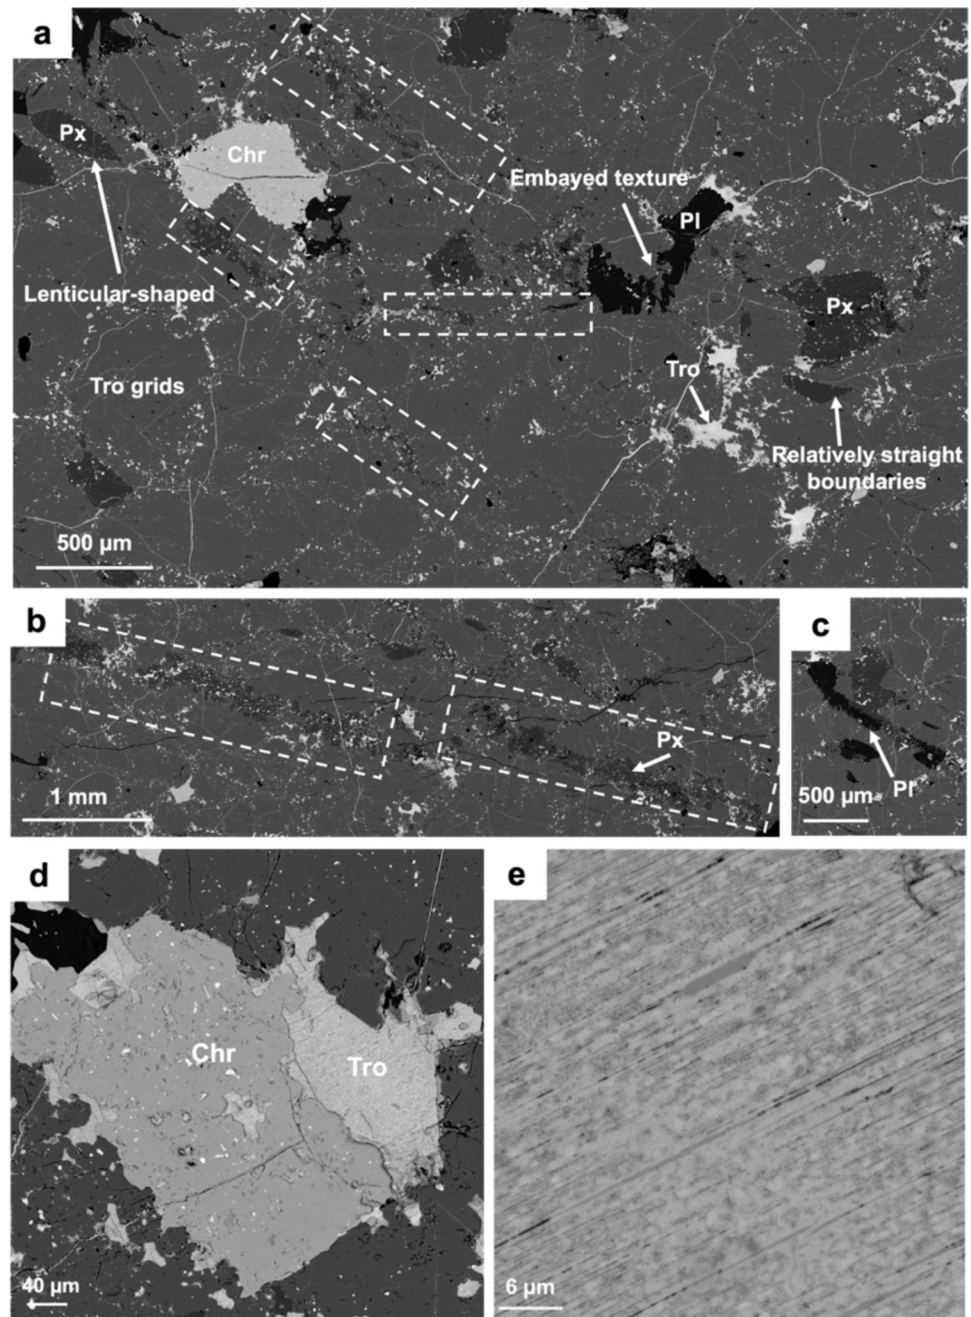 a
Px
Chr
Embayed texture
Pl
Lenticular-shaped
Px
Tro grids
Tro
Relatively straight
boundaries
500 µm
b
Px
1 mm
c
Pl
500 µm
d
Chr
Tro
40 µm
e
6 µm